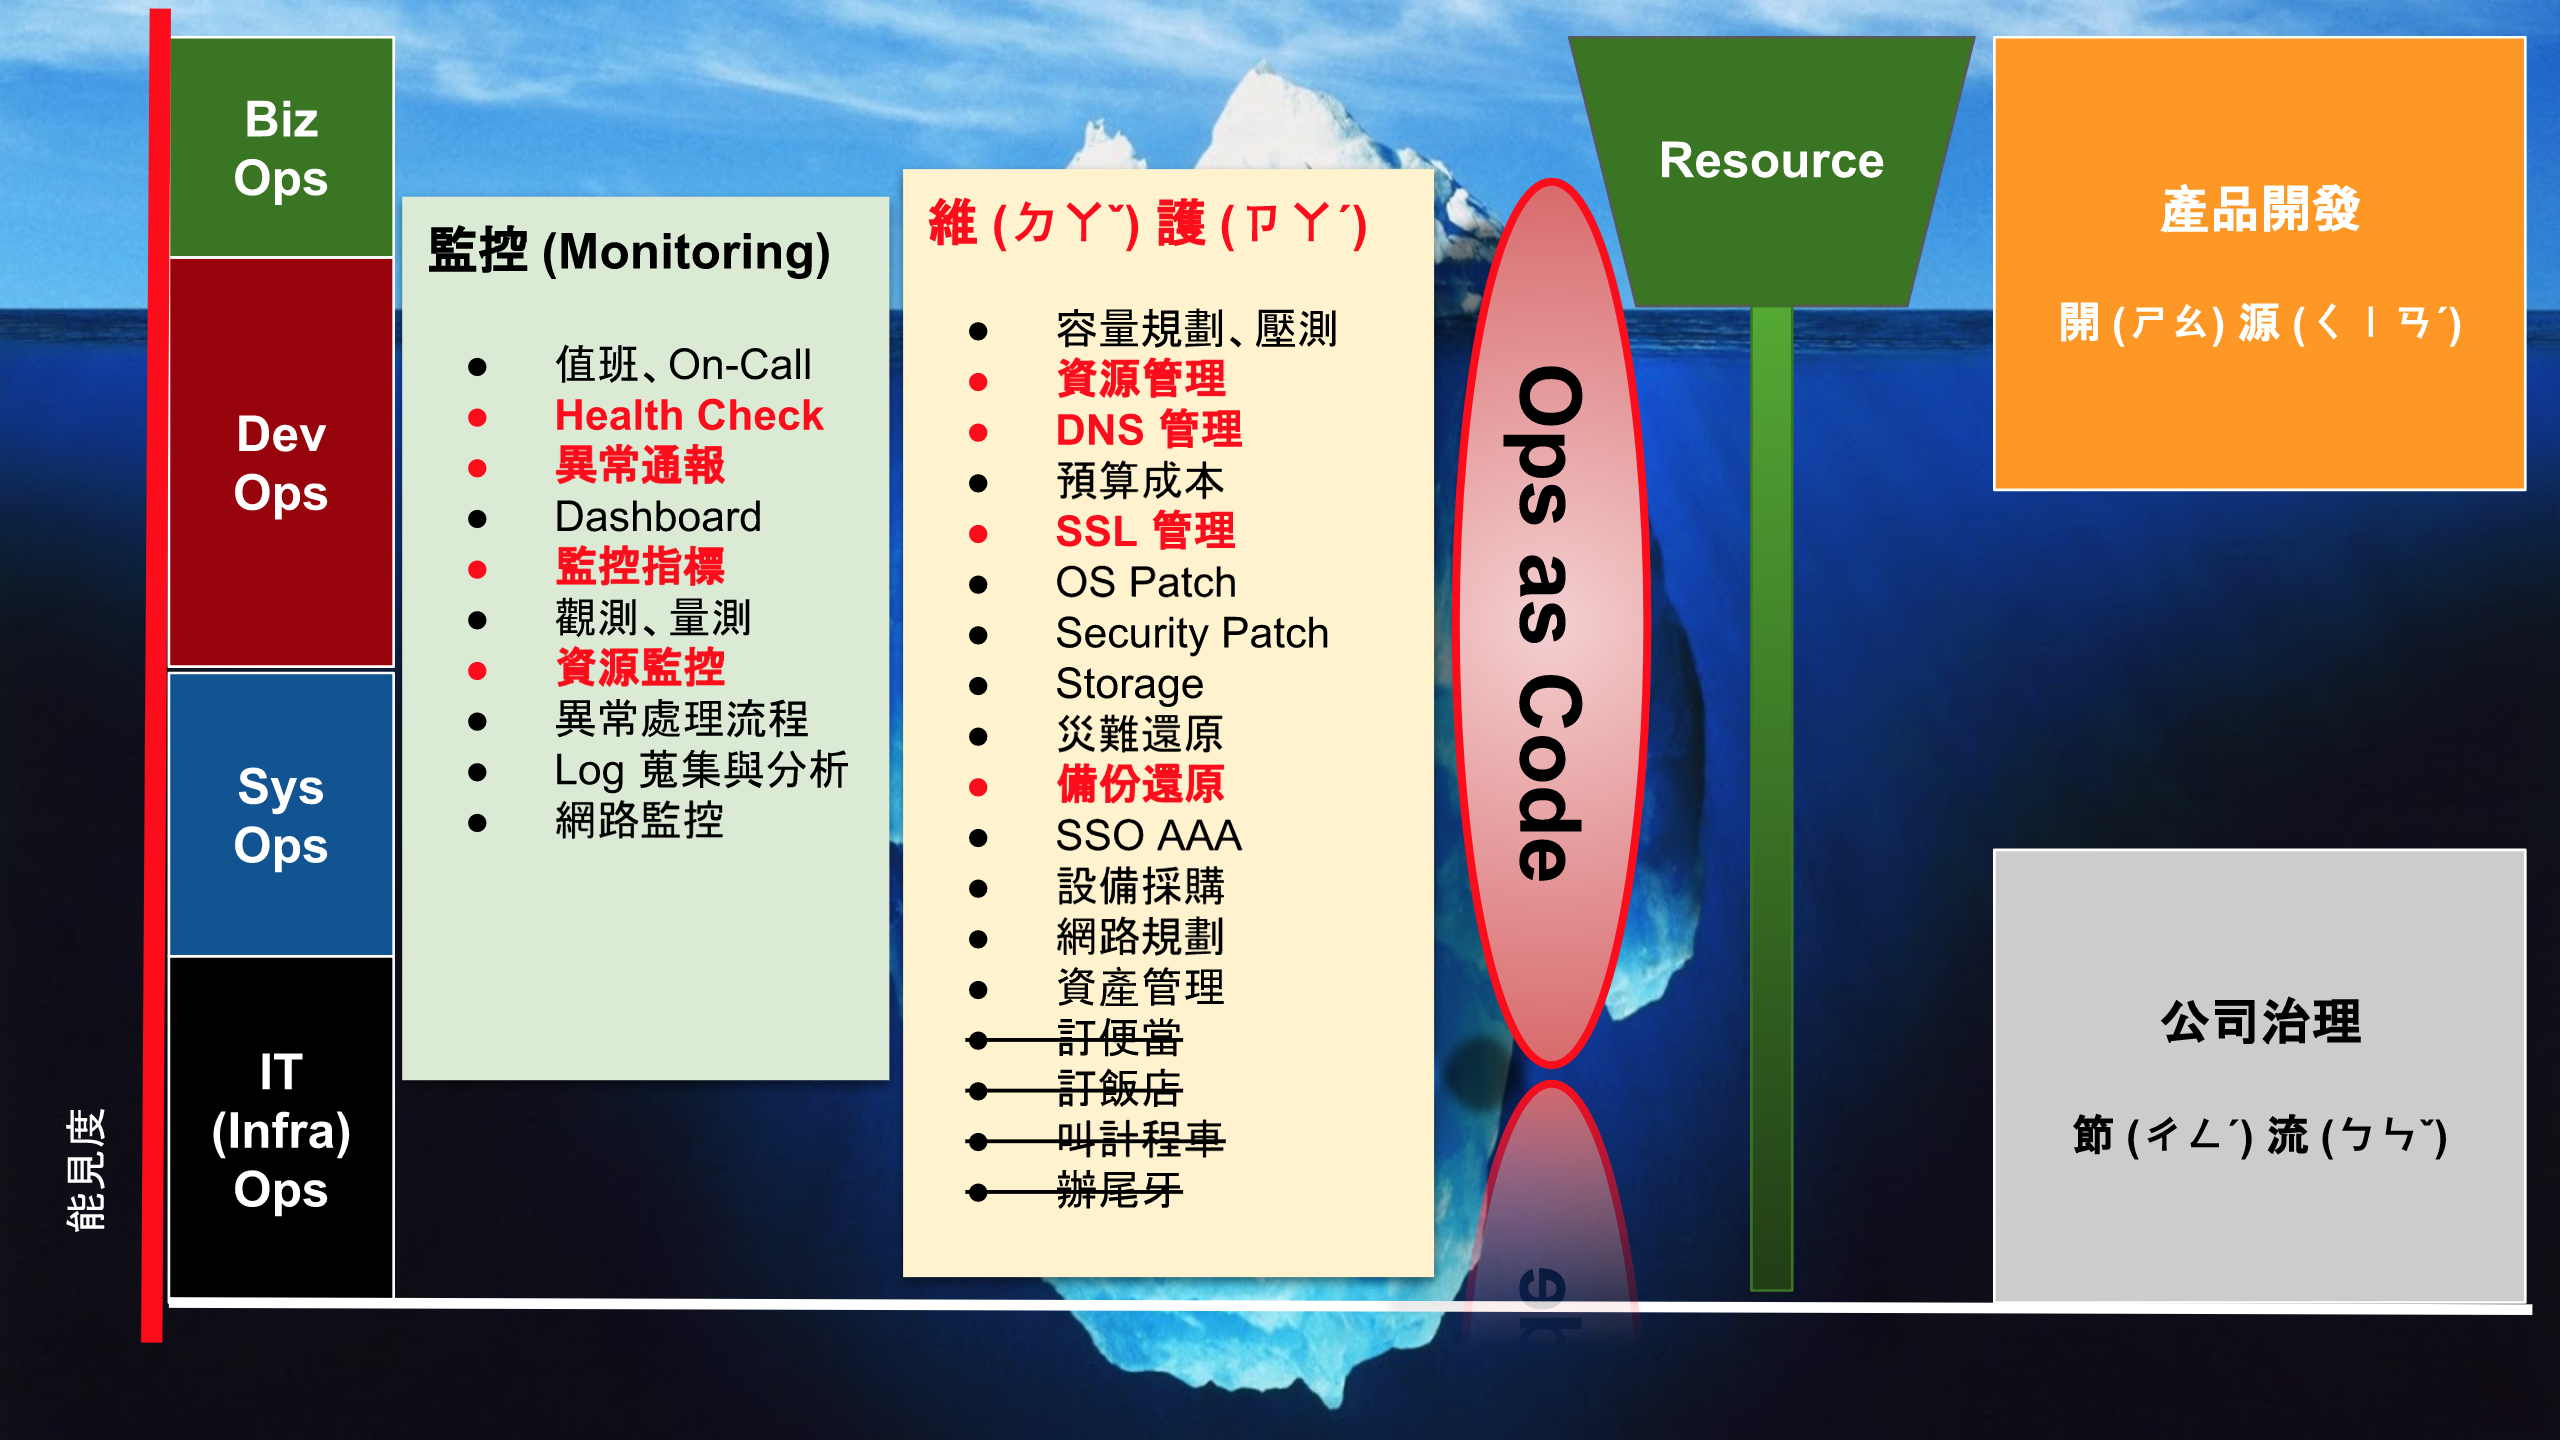 Biz
Ops
Dev
Ops
Sys
Ops
IT
(Infra)
Ops
能見度
監控 (Monitoring)
● 值班、On-Call
● Health Check
● 異常通報
● Dashboard
● 監控指標
● 觀測、量測
● 資源監控
● 異常處理流程
● Log 蒐集與分析
● 網路監控
維 (ㄉㄚˇ) 護 (ㄗㄚˊ)
● 容量規劃、壓測
● 資源管理
● DNS 管理
● 預算成本
● SSL 管理
● OS Patch
● Security Patch
● Storage
● 災難還原
● 備份還原
● SSO AAA
● 設備採購
● 網路規劃
● 資產管理
● 訂便當
● 訂飯店
● 叫計程車
● 辦尾牙
Ops as Code
Resource
產品開發
開 (ㄕㄠ) 源 (ㄑㄧㄢˊ)
公司治理
節 (ㄔㄥˊ) 流 (ㄅㄣˇ)